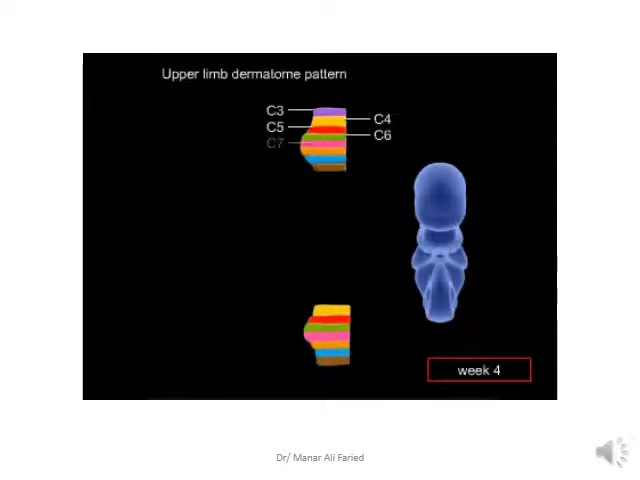 Upper limb dermatome pattern
C3
C4
C5
C6
C7
week 4
Dr/ Manar Ali Faried